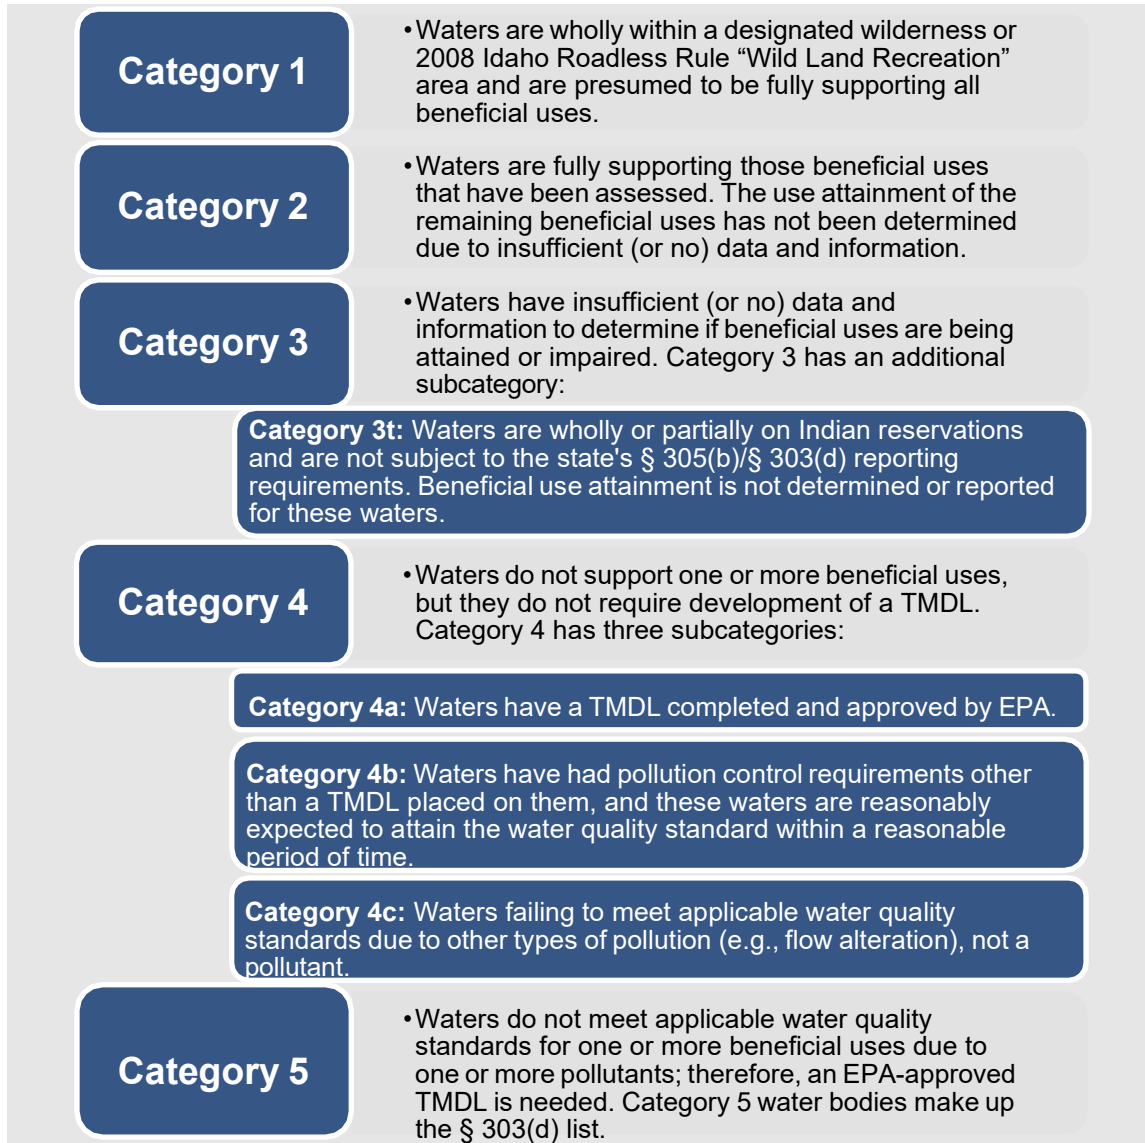 Category 1
•Waters are wholly within a designated wilderness or
2008 Idaho Roadless Rule “Wild Land Recreation”
area and are presumed to be fully supporting all
beneficial uses.
Category 2
•Waters are fully supporting those beneficial uses
that have been assessed. The use attainment of the
remaining beneficial uses has not been determined
due to insufficient (or no) data and information.
Category 3
•Waters have insufficient (or no) data and
information to determine if beneficial uses are being
attained or impaired. Category 3 has an additional
subcategory:
Category 3t: Waters are wholly or partially on Indian reservations
and are not subject to the state's § 305(b)/§ 303(d) reporting
requirements. Beneficial use attainment is not determined or reported
for these waters.
Category 4
•Waters do not support one or more beneficial uses,
but they do not require development of a TMDL.
Category 4 has three subcategories:
Category 4a: Waters have a TMDL completed and approved by EPA.
Category 4b: Waters have had pollution control requirements other
than a TMDL placed on them, and these waters are reasonably
expected to attain the water quality standard within a reasonable
period of time.
Category 4c: Waters failing to meet applicable water quality
standards due to other types of pollution (e.g., flow alteration), not a
pollutant.
Category 5
•Waters do not meet applicable water quality
standards for one or more beneficial uses due to
one or more pollutants; therefore, an EPA-approved
TMDL is needed. Category 5 water bodies make up
the § 303(d) list.